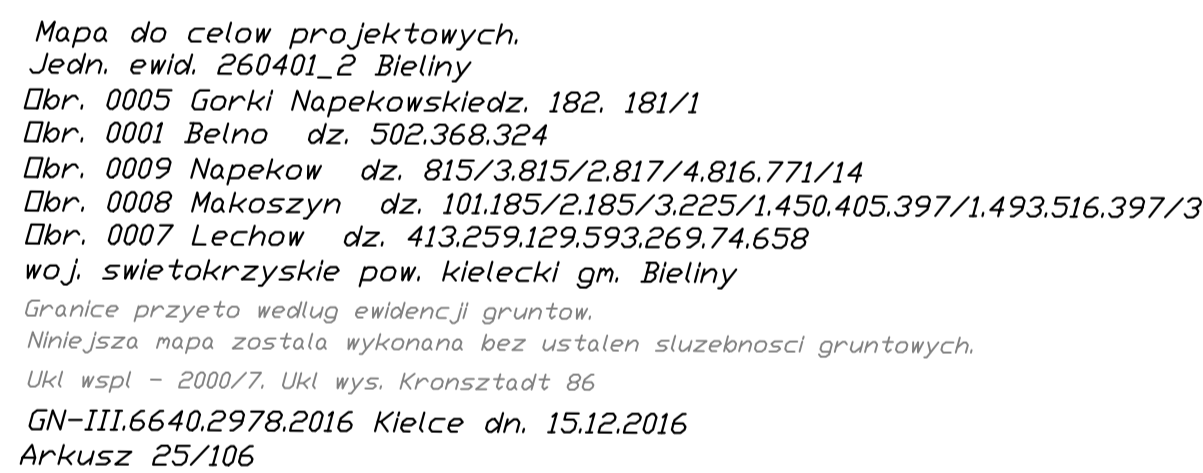 Mapa do celow projektowych.
Jedn. ewid. 260401_2 Bieliny
Obr. 0005 Gorki Napekowskiedz. 182. 181/1
Obr. 0001 Belno dz. 502.368.324
Obr. 0009 Napekow dz. 815/3.815/2.817/4.816.771/14
Obr. 0008 Makoszyn dz. 101.185/2.185/3.225/1.450.405.397/1.493.516.397/3
Obr. 0007 Lechow dz. 413.259.129.593.269.74.658
woj. swietokrzyskie pow. kielecki gm. Bieliny
Granice przyeto wedlug ewidencji gruntow.
Niniejsza mapa zostala wykonana bez ustalen sluzebnosci gruntowych.
Ukl wspl - 2000/7. Ukl wys. Kronsztadt 86
GN-III.6640.2978.2016 Kielce dn. 15.12.2016
Arkusz 25/106